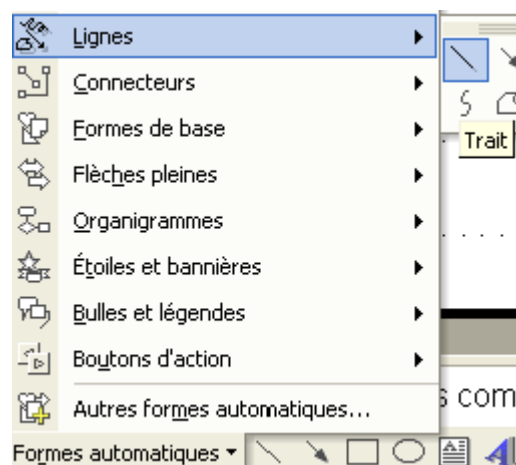 Lignes
Trait
Connecteurs
Formes de base
Flèches pleines
Organigrammes
Étoiles et bannières
Bulles et légendes
Boutons d'action
Autres formes automatiques...
s com
Formes automatiques